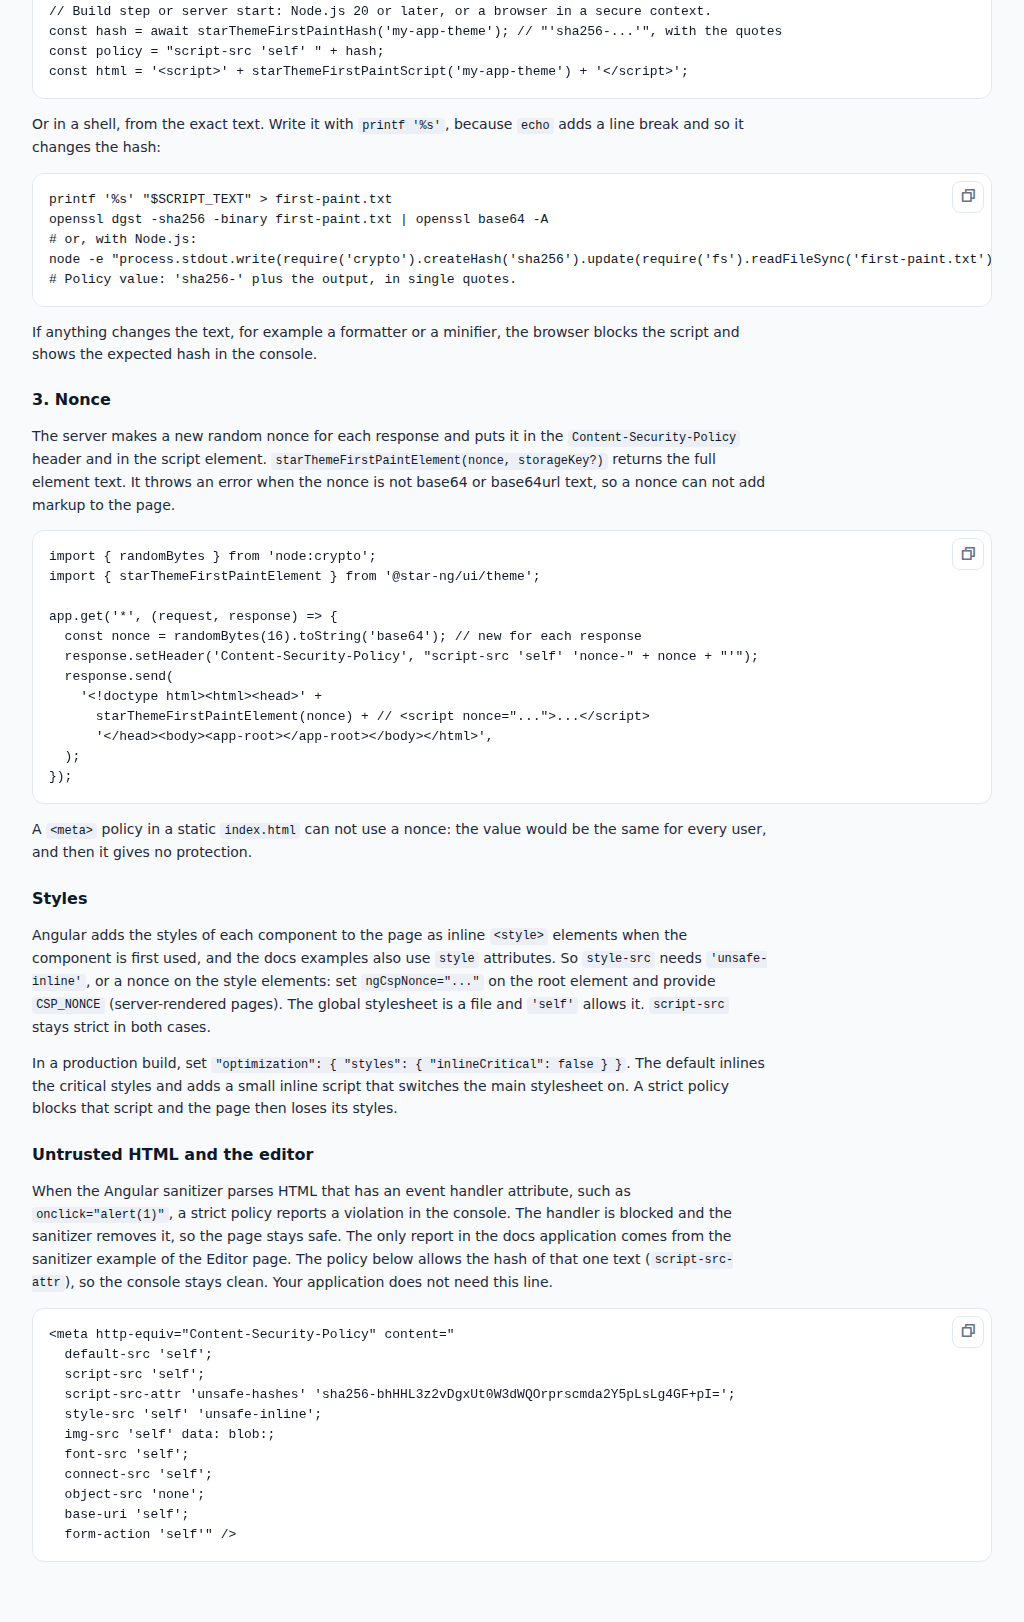 // Build step or server start: Node.js 20 or later, or a browser in a secure context.
const hash = await starThemeFirstPaintHash('my-app-theme'); // "'sha256-...'", with the quotes
const policy = "script-src 'self' " + hash;
const html = '<script>' + starThemeFirstPaintScript('my-app-theme') + '</script>';
Or in a shell, from the exact text. Write it with printf '%s', because echo adds a line break and so it
changes the hash:
printf '%s' "$SCRIPT_TEXT" > first-paint.txt
openssl dgst -sha256 -binary first-paint.txt | openssl base64 -A
# or, with Node.js:
node -e "process.stdout.write(require('crypto').createHash('sha256').update(require('fs').readFileSync('first-paint.txt')
# Policy value: 'sha256-' plus the output, in single quotes.
If anything changes the text, for example a formatter or a minifier, the browser blocks the script and
shows the expected hash in the console.
3. Nonce
The server makes a new random nonce for each response and puts it in the Content-Security-Policy
header and in the script element. starThemeFirstPaintElement(nonce, storageKey?) returns the full
element text. It throws an error when the nonce is not base64 or base64url text, so a nonce can not add
markup to the page.
import { randomBytes } from 'node:crypto';
import { starThemeFirstPaintElement } from '@star-ng/ui/theme';
app.get('*', (request, response) => {
  const nonce = randomBytes(16).toString('base64'); // new for each response
  response.setHeader('Content-Security-Policy', "script-src 'self' 'nonce-" + nonce + "'");
  response.send(
    '<!doctype html><html><head>' +
      starThemeFirstPaintElement(nonce) + // <script nonce="...">...</script>
      '</head><body><app-root></app-root></body></html>',
  );
});
A <meta> policy in a static index.html can not use a nonce: the value would be the same for every user,
and then it gives no protection.
Styles
Angular adds the styles of each component to the page as inline <style> elements when the
component is first used, and the docs examples also use style attributes. So style-src needs 'unsafe-
inline', or a nonce on the style elements: set ngCspNonce="..." on the root element and provide
CSP_NONCE (server-rendered pages). The global stylesheet is a file and 'self' allows it. script-src
stays strict in both cases.
In a production build, set "optimization": { "styles": { "inlineCritical": false } }. The default inlines
the critical styles and adds a small inline script that switches the main stylesheet on. A strict policy
blocks that script and the page then loses its styles.
Untrusted HTML and the editor
When the Angular sanitizer parses HTML that has an event handler attribute, such as
onclick="alert(1)", a strict policy reports a violation in the console. The handler is blocked and the
sanitizer removes it, so the page stays safe. The only report in the docs application comes from the
sanitizer example of the Editor page. The policy below allows the hash of that one text (script-src-
attr), so the console stays clean. Your application does not need this line.
<meta http-equiv="Content-Security-Policy" content="
  default-src 'self';
  script-src 'self';
  script-src-attr 'unsafe-hashes' 'sha256-bhHHL3z2vDgxUt0W3dWQOrprscmda2Y5pLsLg4GF+pI=';
  style-src 'self' 'unsafe-inline';
  img-src 'self' data: blob:;
  font-src 'self';
  connect-src 'self';
  object-src 'none';
  base-uri 'self';
  form-action 'self'" />